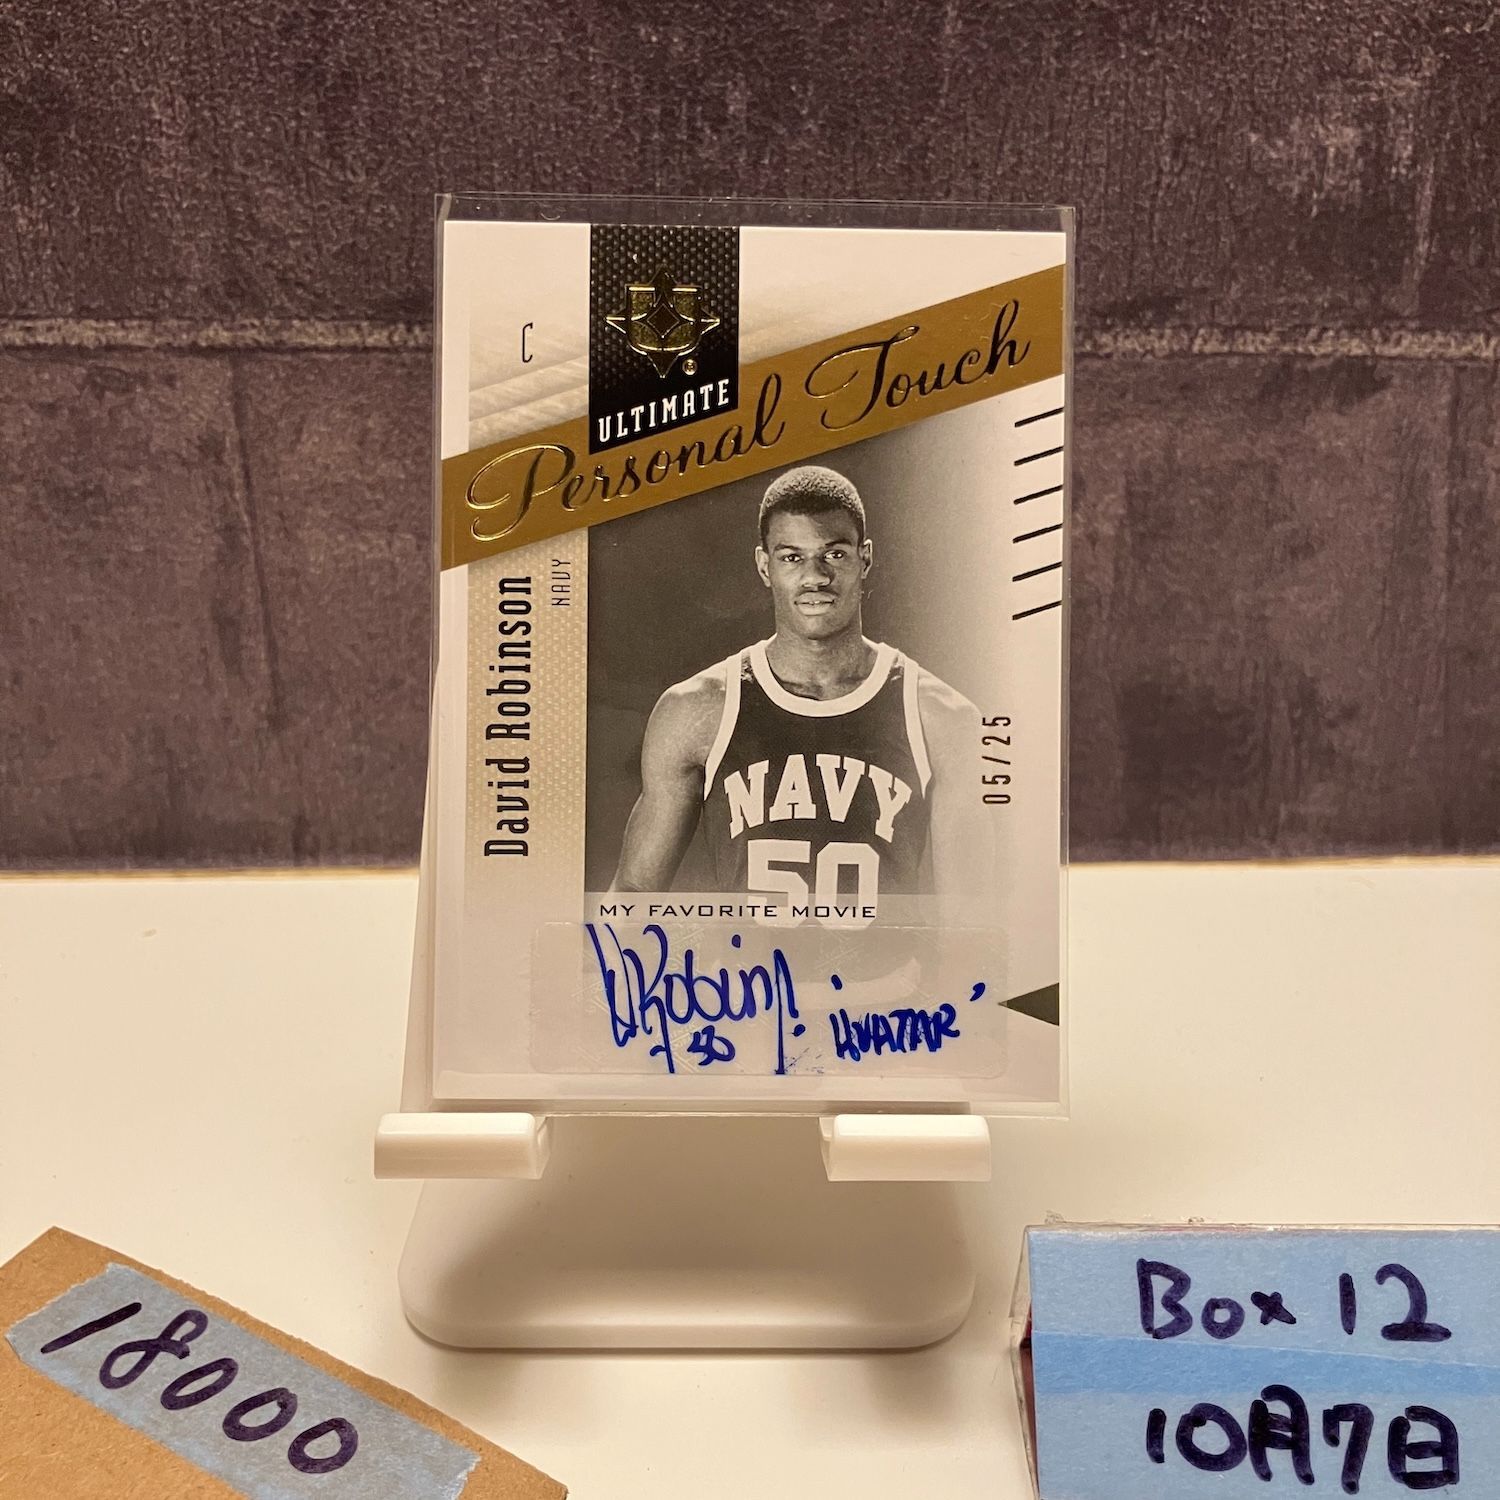 C
ULTIMATE
®
Personal Touch
David Robinson
NAVY
NAVY
50
05/25
MY FAVORITE MOVIE
50
18000
Box 12
10月7日